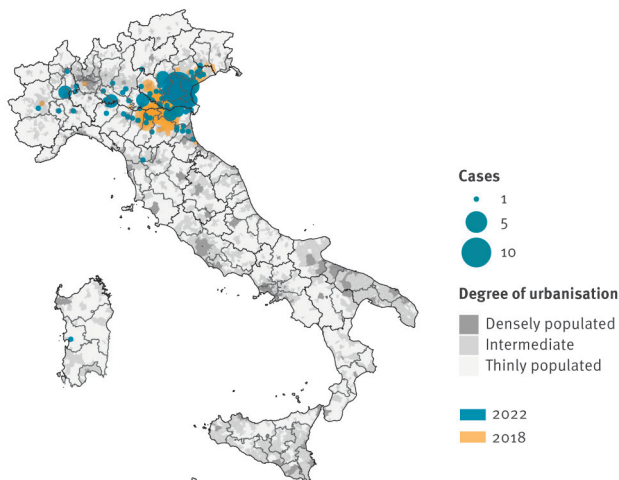 Cases
1
5
10
Degree of urbanisation
Densely populated
Intermediate
Thinly populated
2022
2018